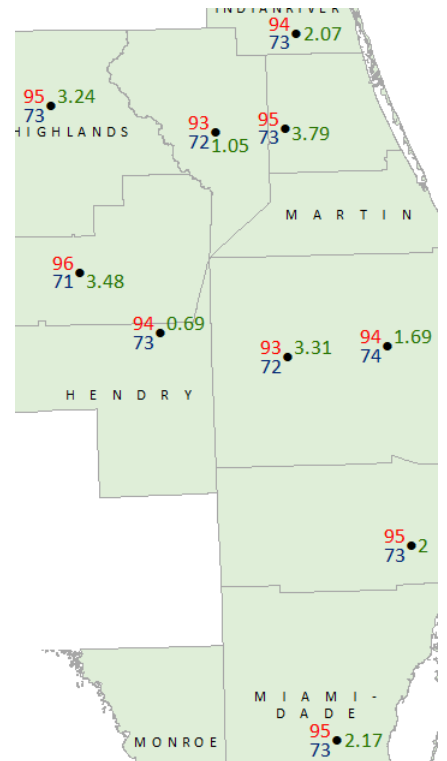 INDIANRIVER
94
73 2.07
95 3.24
73
HIGHLANDS
93
72 1.05
95
73 3.79
MARTIN
96
71 3.48
94 0.69
73
93 3.31
72
94 1.69
74
HENDRY
95
73 2
MIAMI-
DADE
95
73 2.17
MONROE